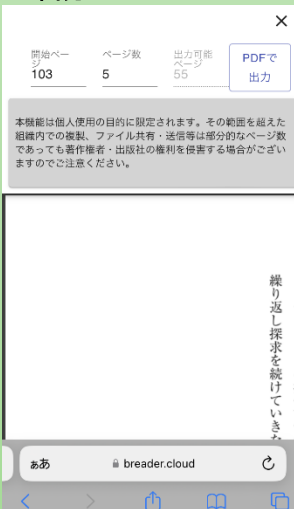 開始ページ
ページ数
出力可能ページ
103
5
55
PDFで
出力
本機能は個人使用の目的に限定されます。その範囲を超えた
組織内での複製、ファイル共有・送信等は部分的なページ数
であっても著作権者・出版社の権利を侵害する場合がござい
ますのでご注意ください。
繰り返し探求を続けていきた
ぁあ
breader.cloud